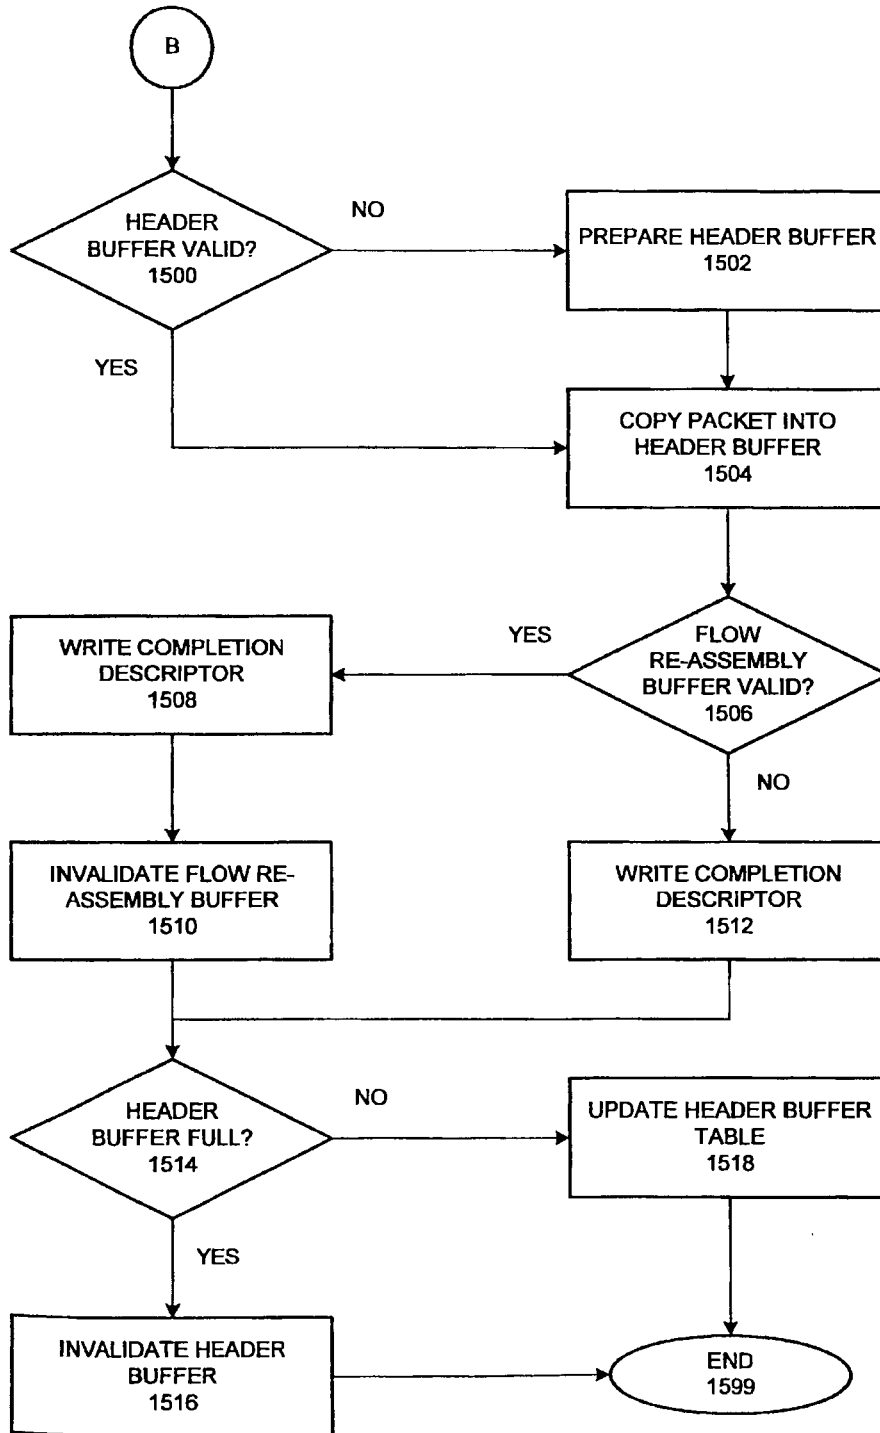 B
HEADER
BUFFER VALID?
1500
NO
PREPARE HEADER BUFFER
1502
YES
COPY PACKET INTO
HEADER BUFFER
1504
FLOW
RE-ASSEMBLY
BUFFER VALID?
1506
YES
WRITE COMPLETION
DESCRIPTOR
1508
NO
INVALIDATE FLOW RE-
ASSEMBLY BUFFER
1510
WRITE COMPLETION
DESCRIPTOR
1512
HEADER
BUFFER FULL?
1514
NO
UPDATE HEADER BUFFER
TABLE
1518
YES
INVALIDATE HEADER
BUFFER
1516
END
1599